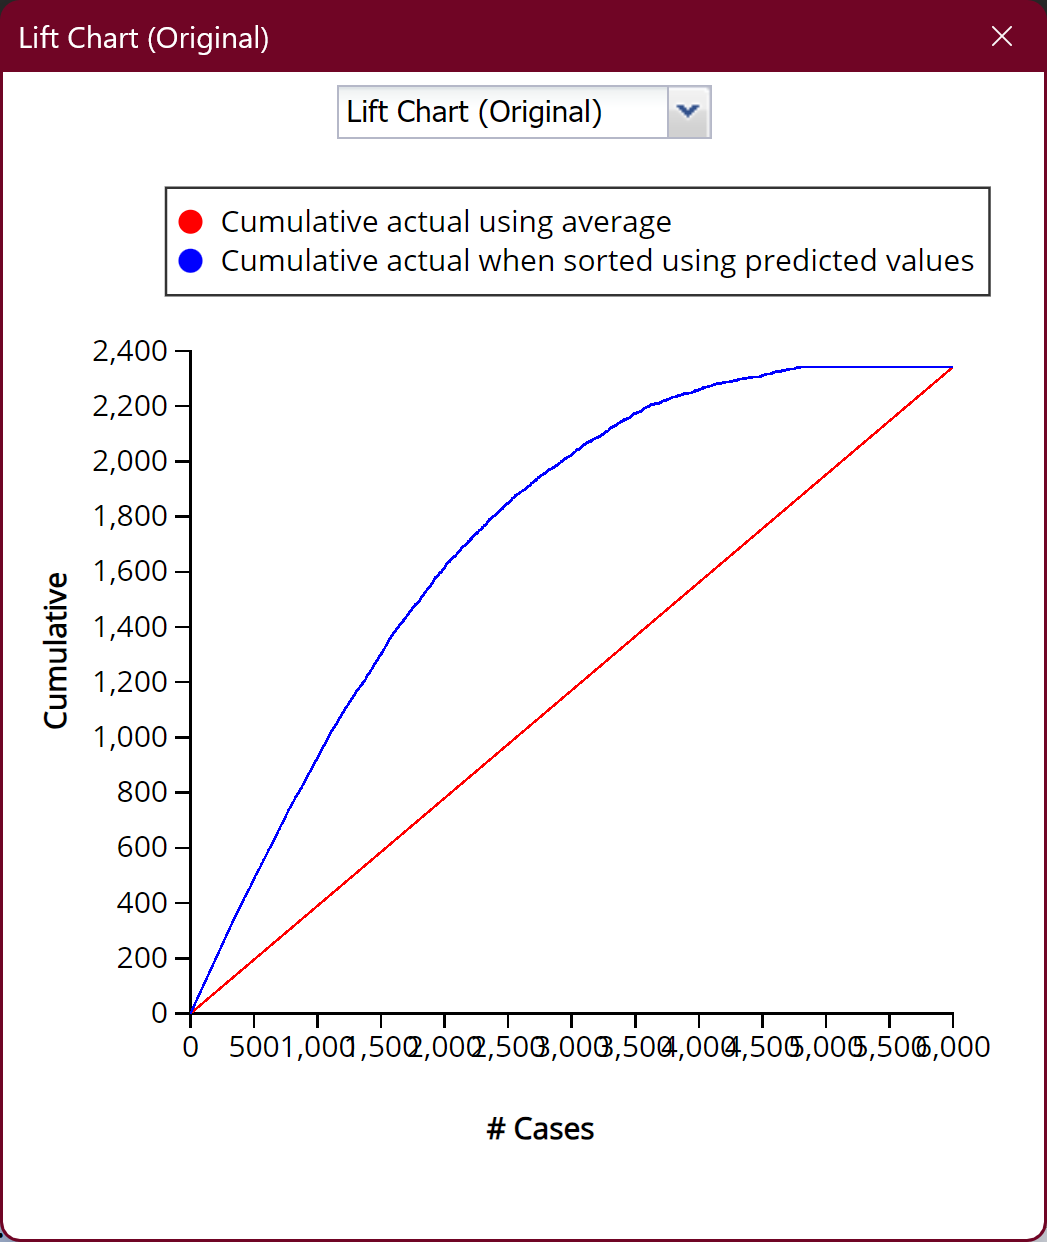 Lift Chart (Original)
Lift Chart (Original)
Cumulative actual using average
Cumulative actual when sorted using predicted values
2,400
2,200
2,000
1,800
1,600
1,400
1,200
1,000
800
600
400
200
0
Cumulative
0 500 1,000 1,500 2,000 2,500 3,000 3,500 4,000 4,500 5,000 5,500 6,000
# Cases